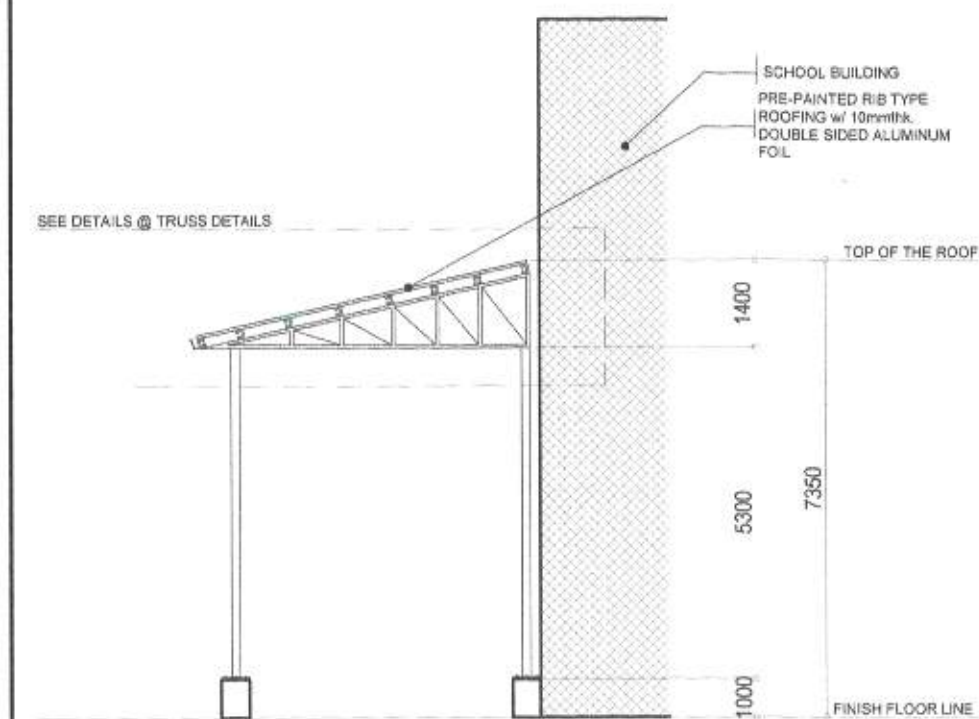 SCHOOL BUILDING
PRE-PAINTED RIB TYPE
ROOFING w/ 10mmthk.
DOUBLE SIDED ALUMINUM
FOIL
SEE DETAILS @ TRUSS DETAILS
TOP OF THE ROOF
1400
5300
7350
1000
FINISH FLOOR LINE